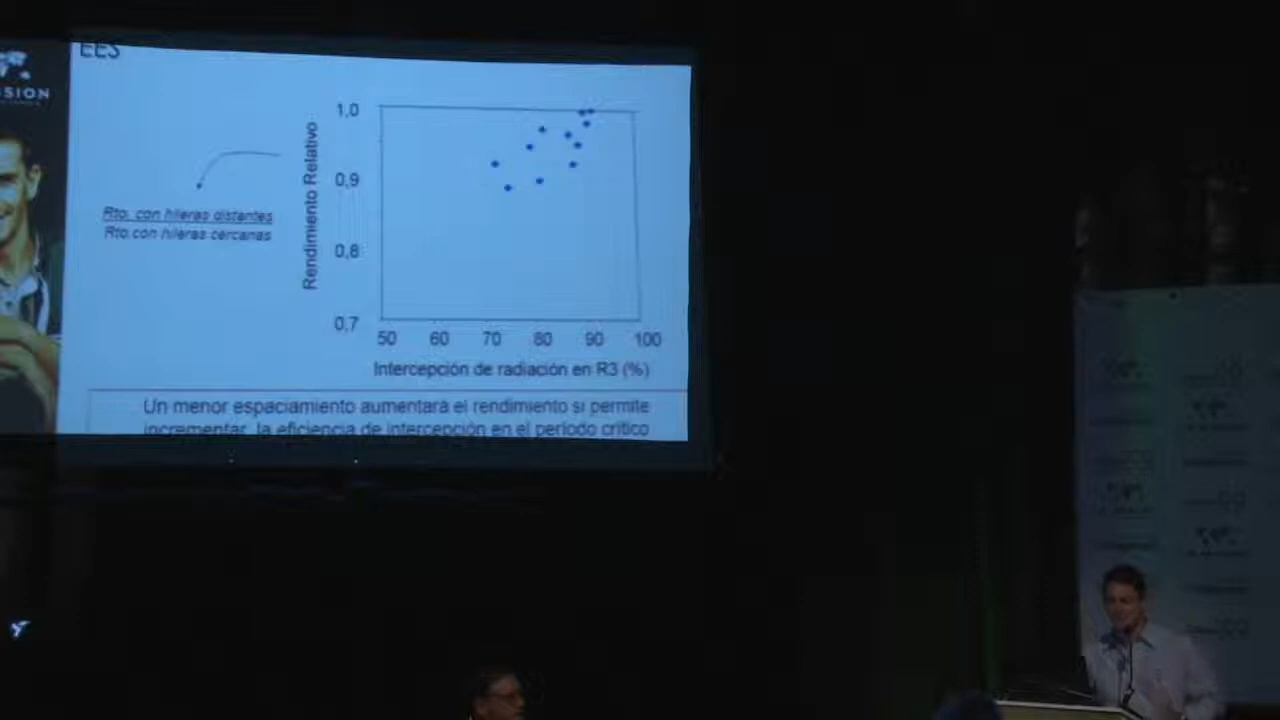 EES
SSION
1,0
0,9
0,8
0,7
Rendimiento Relativo
Rto. con hileras distantes
Rto.con hileras cercanas
50 60 70 80 90 100
Intercepción de radiación en R3 (%)
Un menor espaciamiento aumentará el rendimiento si permite
incrementar la eficiencia de intercepción en el período crítico